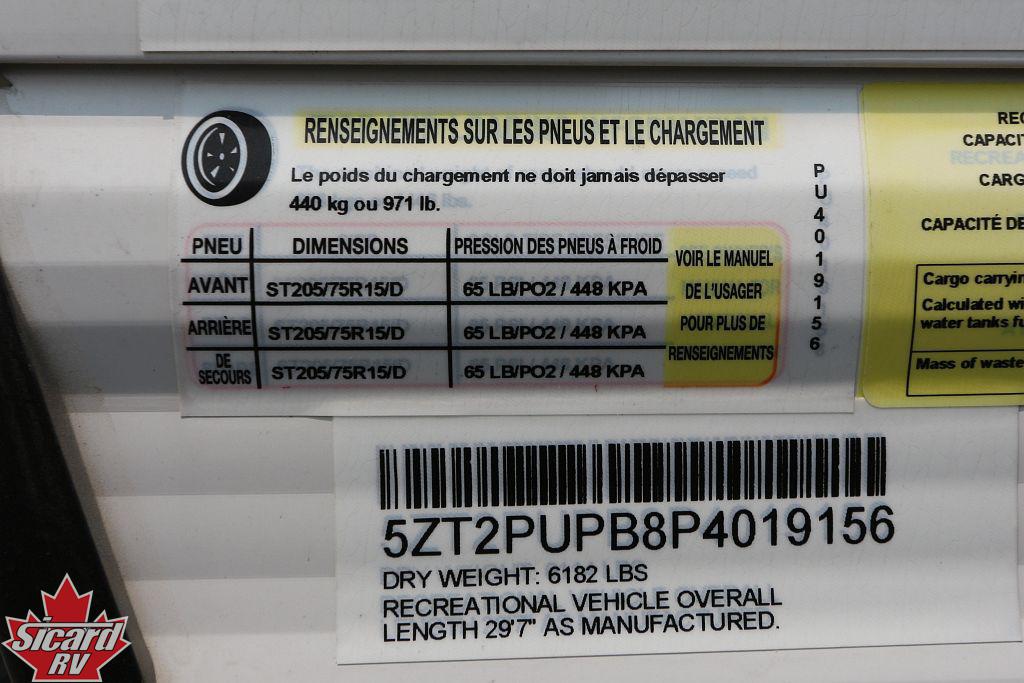 RENSEIGNEMENTS SUR LES PNEUS ET LE CHARGEMENT
Le poids du chargement ne doit jamais dépasser
440 kg ou 971 lb.
PNEU DIMENSIONS PRESSION DES PNEUS À FROID
AVANT ST205/75R15/D 65 LB/PO2 / 448 KPA
ARRIÈRE ST205/75R15/D 65 LB/PO2 / 448 KPA
DE SECOURS ST205/75R15/D 65 LB/PO2 / 448 KPA
VOIR LE MANUEL
DE L'USAGER
POUR PLUS DE
RENSEIGNEMENTS
PU4019156
REC
CAPACIT
CARG
CAPACITÉ DE
Cargo carryin
Calculated wi
water tanks fu
Mass of waste
5ZT2PUPB8P4019156
DRY WEIGHT: 6182 LBS
RECREATIONAL VEHICLE OVERALL
LENGTH 29'7" AS MANUFACTURED.
Sicard
RV